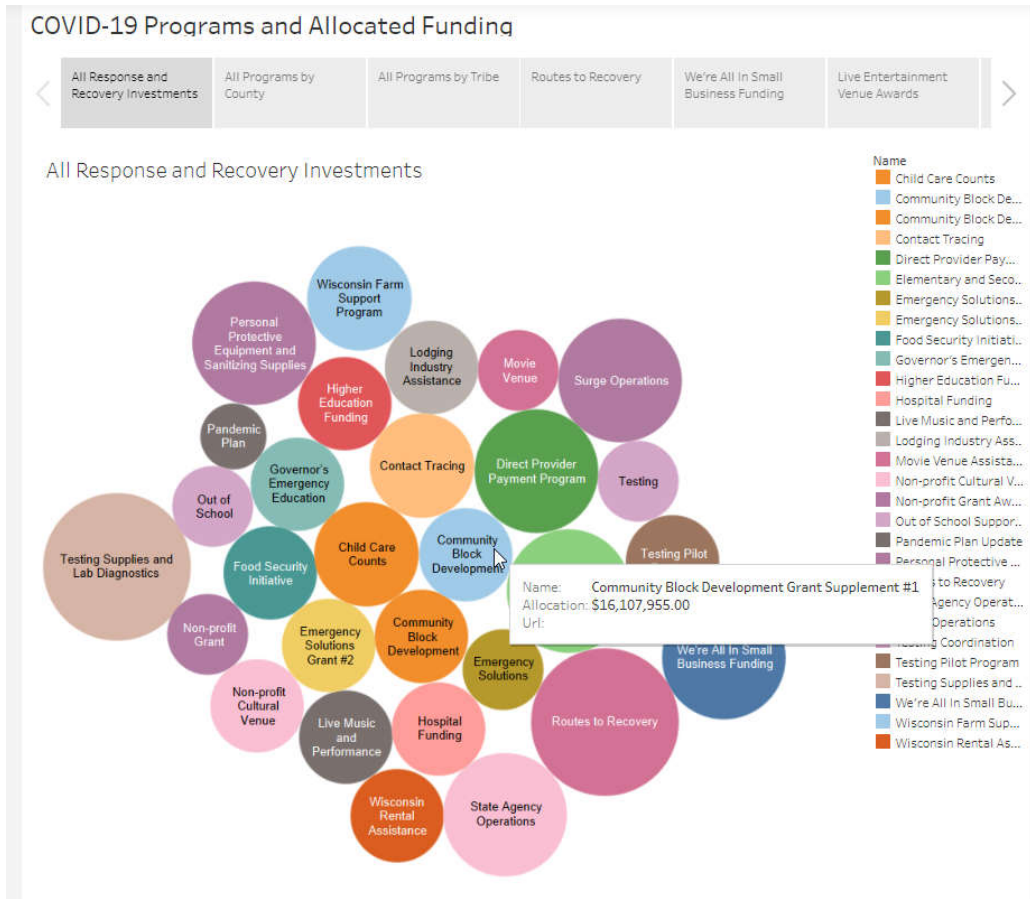 COVID-19 Programs and Allocated Funding
All Response and
Recovery Investments
All Programs by
County
All Programs by Tribe
Routes to Recovery
We're All In Small
Business Funding
Live Entertainment
Venue Awards
All Response and Recovery Investments
Wisconsin Farm
Support
Program
Personal
Protective
Equipment and
Sanitizing Supplies
Lodging
Industry
Assistance
Movie
Venue
Surge Operations
Higher
Education
Funding
Pandemic
Plan
Contact Tracing
Direct Provider
Payment Program
Governor's
Emergency
Education
Testing
Out of
School
Testing Supplies and
Lab Diagnostics
Food Security
Initiative
Child Care
Counts
Community
Block
Development
Testing Pilot
Name: Community Block Development Grant Supplement #1
Allocation: $16,107,955.00
Url:
Non-profit
Grant
Emergency
Solutions
Grant #2
Community
Block
Development
Emergency
Solutions
We're All In Small
Business Funding
Non-profit
Cultural
Venue
Live Music
and
Performance
Hospital
Funding
Routes to Recovery
Wisconsin
Rental
Assistance
State Agency
Operations
Name
Child Care Counts
Community Block De...
Community Block De...
Contact Tracing
Direct Provider Pay...
Elementary and Seco..
Emergency Solutions..
Emergency Solutions..
Food Security Initiati..
Governor's Emergen...
Higher Education Fu...
Hospital Funding
Live Music and Perfo...
Lodging Industry Ass..
Movie Venue Assista...
Non-profit Cultural V...
Non-profit Grant Aw...
Out of School Suppor..
Pandemic Plan Update
Personal Protective ...
to Recovery
Agency Operat...
Operations
Testing Coordination
Testing Pilot Program
Testing Supplies and ..
We're All In Small Bu...
Wisconsin Farm Sup...
Wisconsin Rental As...